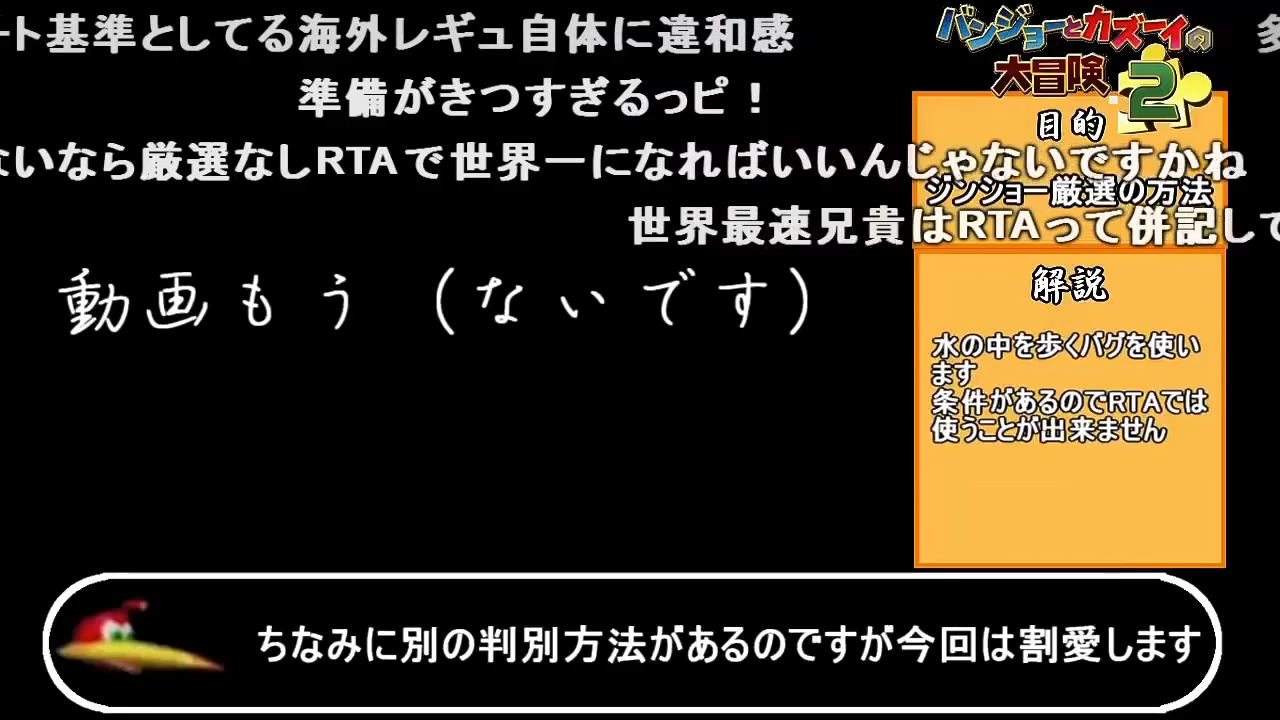 ート基準としてる海外レギュ自体に違和感
多
バンジョーとカズーイの
大冒険2
準備がきつすぎるっピ！
目的
ないなら厳選なしRTAで世界一になればいいんじゃないですかね
ジンジョー厳選の方法
世界最速兄貴はRTAって併記して
解説
動画もう（ないです）
水の中を歩くバグを使い
ます
条件があるのでRTAでは
使うことが出来ません
ちなみに別の判別方法があるのですが今回は割愛します